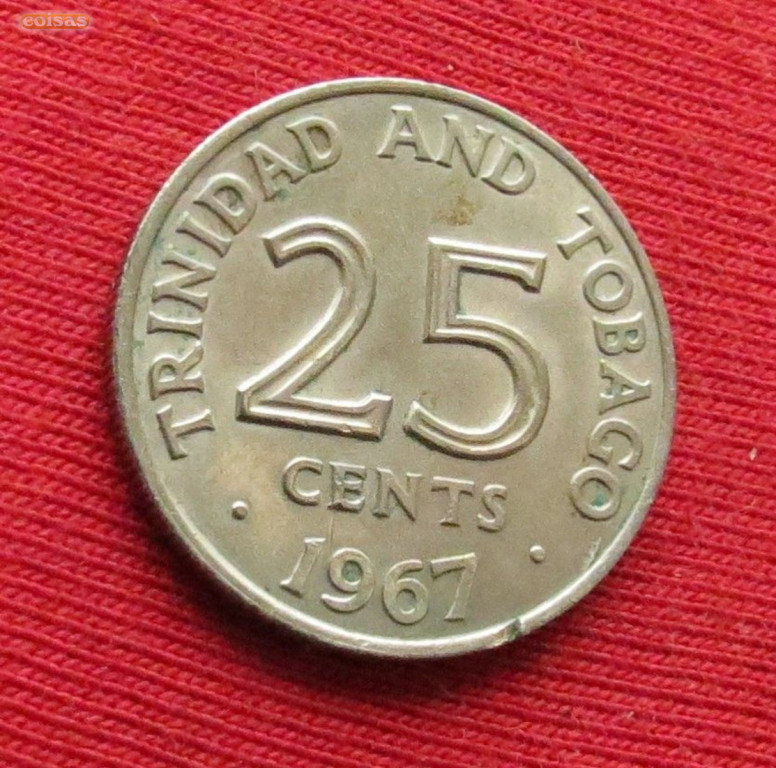 coisas
TRINIDAD AND TOBAGO
25
CENTS
1967